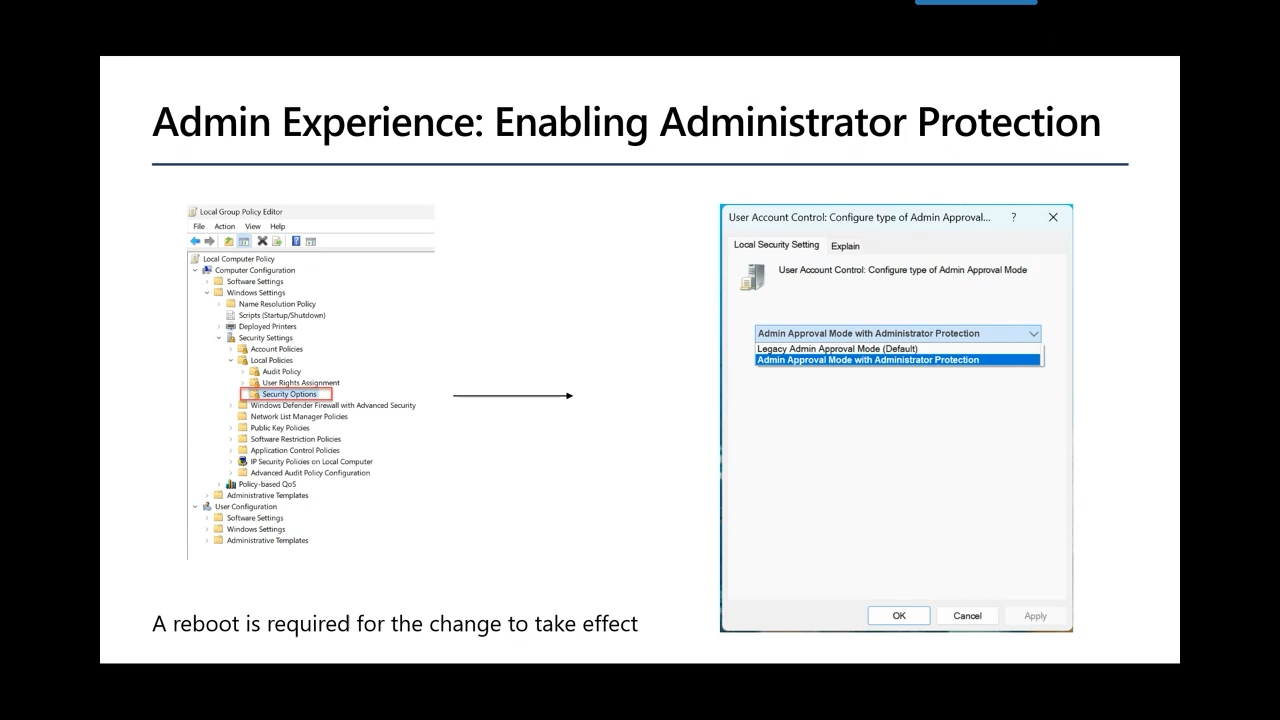 Admin Experience: Enabling Administrator Protection
Local Group Policy Editor
File Action View Help
Local Computer Policy
Computer Configuration
Software Settings
Windows Settings
Name Resolution Policy
Scripts (Startup/Shutdown)
Deployed Printers
Security Settings
Account Policies
Local Policies
Audit Policy
User Rights Assignment
Security Options
Windows Defender Firewall with Advanced Security
Network List Manager Policies
Public Key Policies
Software Restriction Policies
Application Control Policies
IP Security Policies on Local Computer
Advanced Audit Policy Configuration
Policy-based QoS
Administrative Templates
User Configuration
Software Settings
Windows Settings
Administrative Templates
User Account Control: Configure type of Admin Approval... ?
Local Security Setting Explain
User Account Control: Configure type of Admin Approval Mode
Admin Approval Mode with Administrator Protection
Legacy Admin Approval Mode (Default)
Admin Approval Mode with Administrator Protection
OK Cancel Apply
A reboot is required for the change to take effect